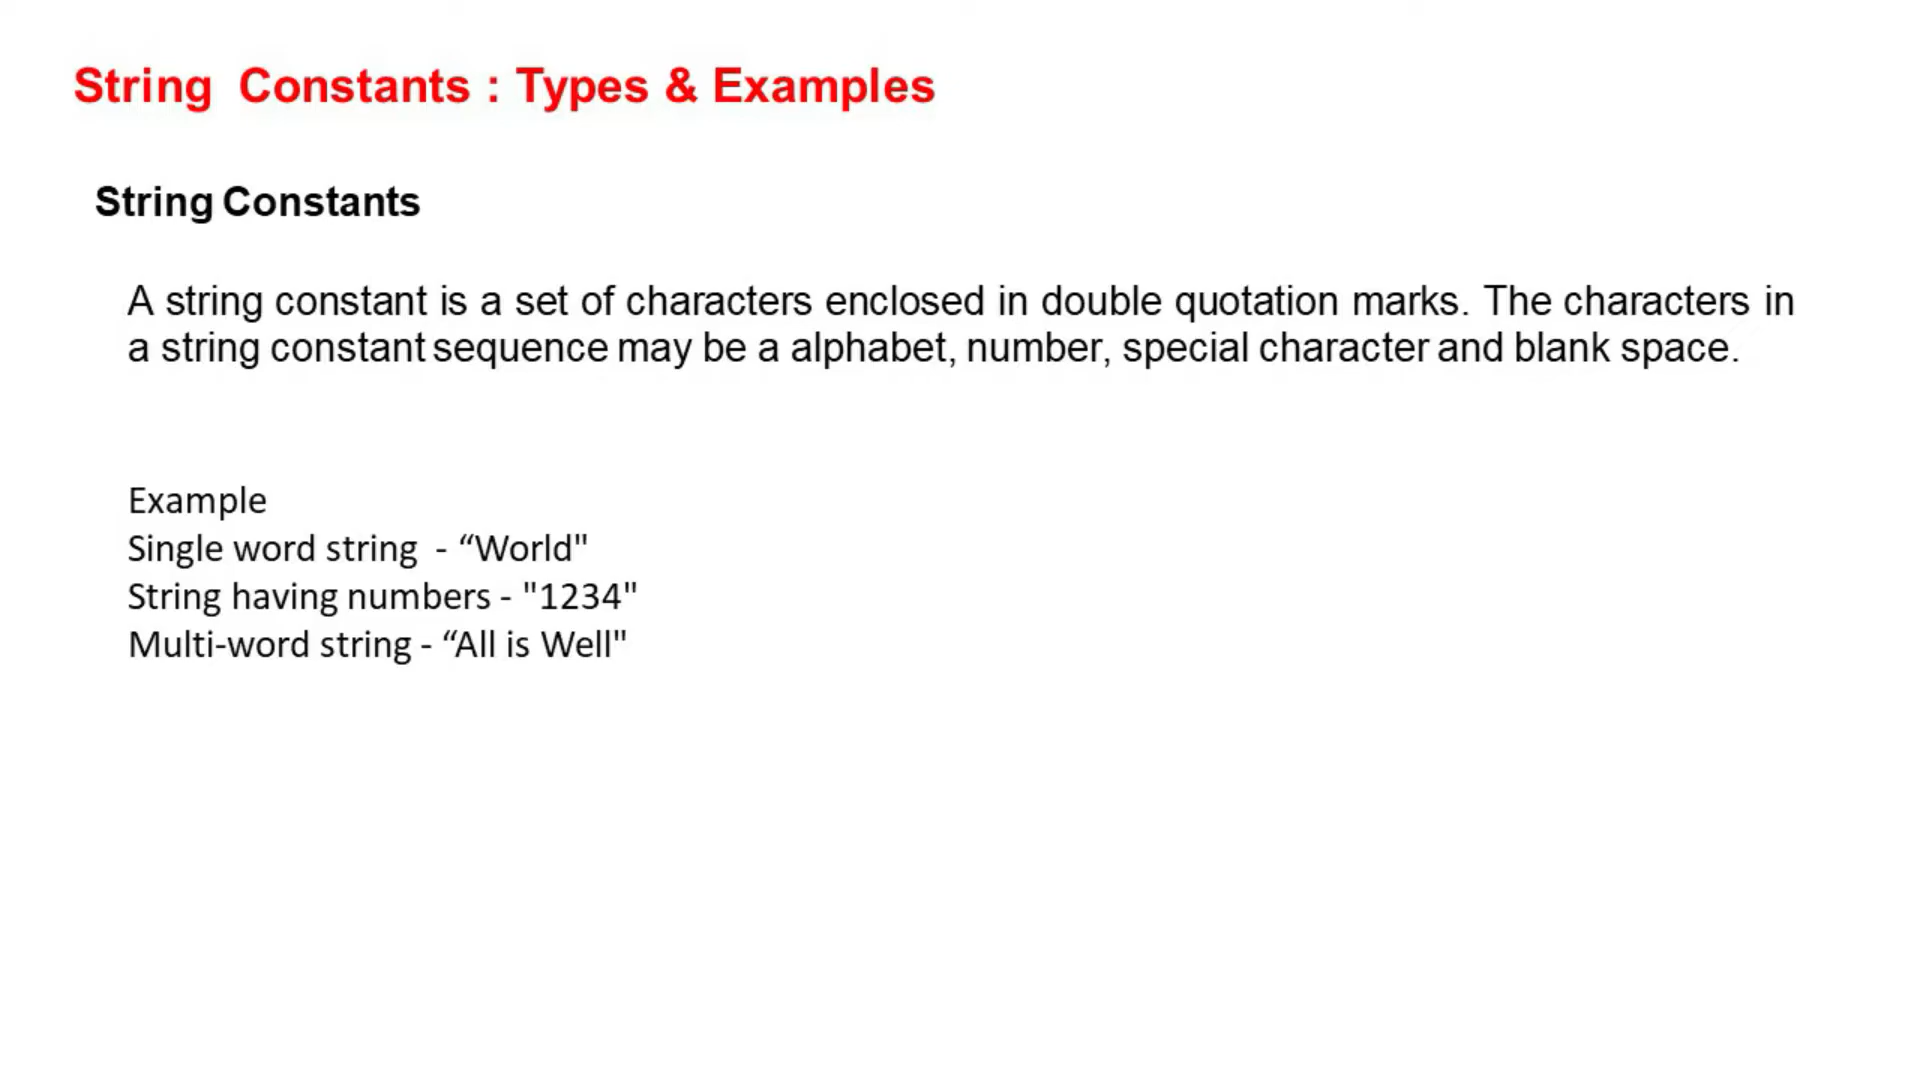 String Constants : Types & Examples
String Constants
A string constant is a set of characters enclosed in double quotation marks. The characters in
a string constant sequence may be a alphabet, number, special character and blank space.
Example
Single word string - “World"
String having numbers - "1234"
Multi-word string - “All is Well"